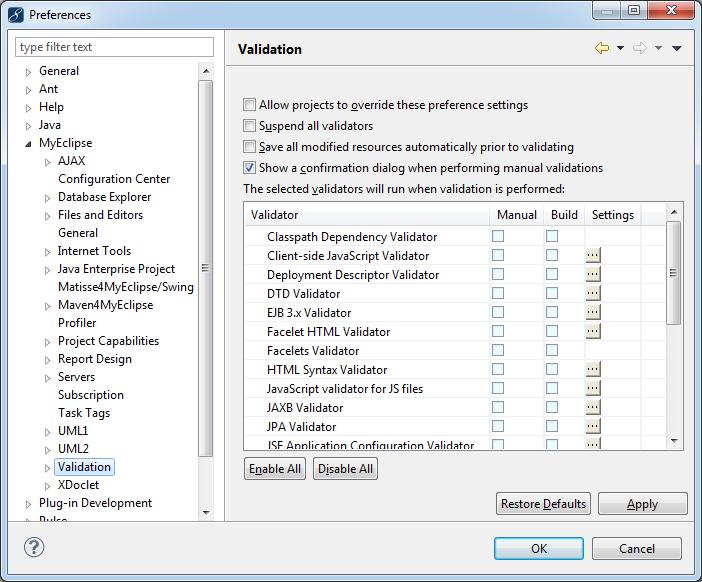 Preferences
type filter text
General
Ant
Help
Java
MyEclipse
AJAX
Configuration Center
Database Explorer
Files and Editors
General
Internet Tools
Java Enterprise Project
Matisse4MyEclipse/Swing
Maven4MyEclipse
Profiler
Project Capabilities
Report Design
Servers
Subscription
Task Tags
UML1
UML2
Validation
XDoclet
Plug-in Development
Pulse
Validation
Allow projects to override these preference settings
Suspend all validators
Save all modified resources automatically prior to validating
Show a confirmation dialog when performing manual validations
The selected validators will run when validation is performed:
Validator Manual Build Settings
Classpath Dependency Validator
Client-side JavaScript Validator ...
Deployment Descriptor Validator ...
DTD Validator ...
EJB 3.x Validator ...
Facelet HTML Validator ...
Facelets Validator
HTML Syntax Validator ...
JavaScript validator for JS files ...
JAXB Validator ...
JPA Validator ...
JSF Application Configuration Validator ...
Enable All Disable All
Restore Defaults Apply
? OK Cancel